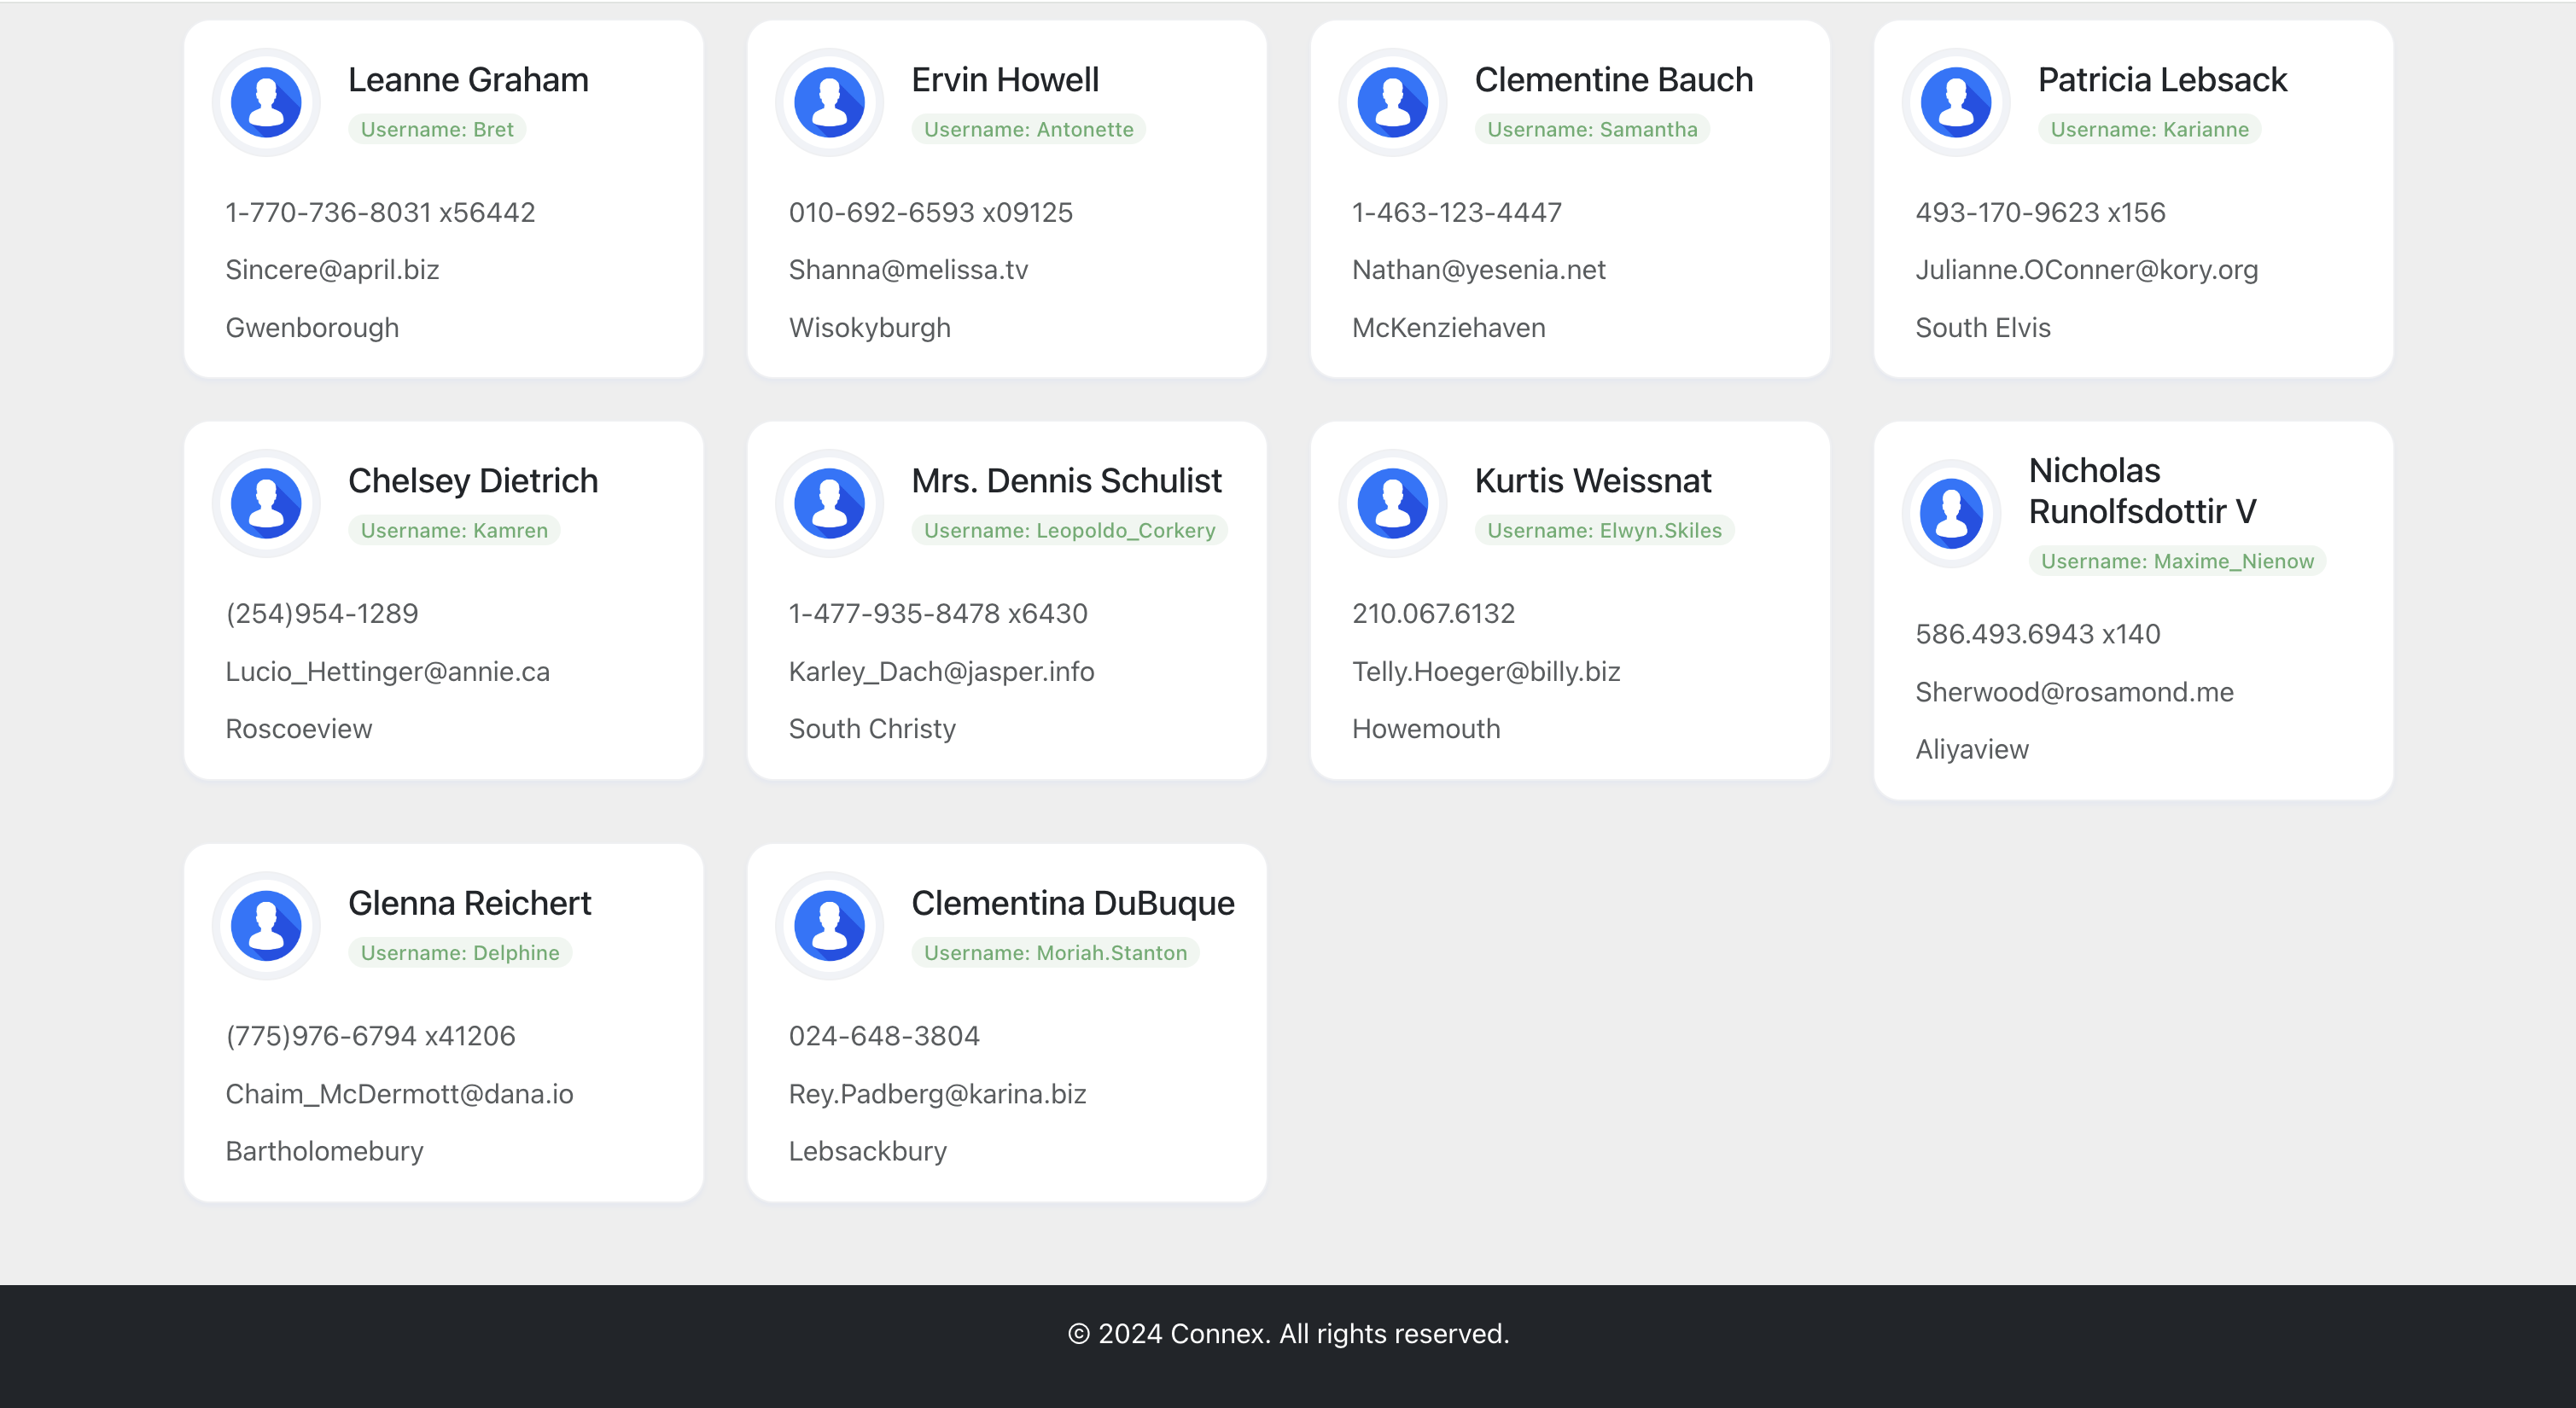 Leanne Graham
Username: Bret
1-770-736-8031 x56442
Sincere@april.biz
Gwenborough
Ervin Howell
Username: Antonette
010-692-6593 x09125
Shanna@melissa.tv
Wisokyburgh
Clementine Bauch
Username: Samantha
1-463-123-4447
Nathan@yesenia.net
McKenziehaven
Patricia Lebsack
Username: Karianne
493-170-9623 x156
Julianne.OConner@kory.org
South Elvis
Chelsey Dietrich
Username: Kamren
(254)954-1289
Lucio_Hettinger@annie.ca
Roscoeview
Mrs. Dennis Schulist
Username: Leopoldo_Corkery
1-477-935-8478 x6430
Karley_Dach@jasper.info
South Christy
Kurtis Weissnat
Username: Elwyn.Skiles
210.067.6132
Telly.Hoeger@billy.biz
Howemouth
Nicholas
Runolfsdottir V
Username: Maxime_Nienow
586.493.6943 x140
Sherwood@rosamond.me
Aliyaview
Glenna Reichert
Username: Delphine
(775)976-6794 x41206
Chaim_McDermott@dana.io
Bartholomebury
Clementina DuBuque
Username: Moriah.Stanton
024-648-3804
Rey.Padberg@karina.biz
Lebsackbury
© 2024 Connex. All rights reserved.